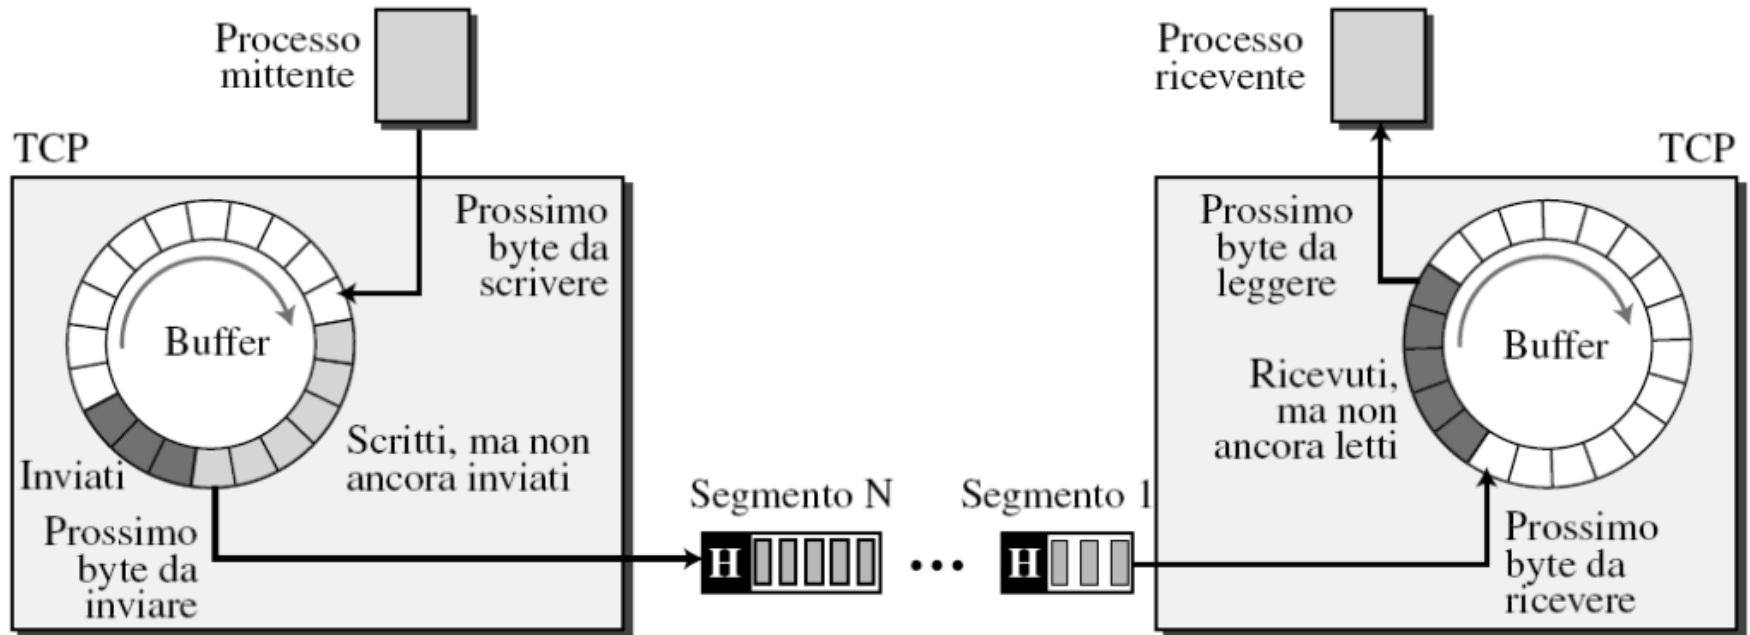 Processo
mittente
TCP
Prossimo
byte da
scrivere
Buffer
Scritti, ma non
ancora inviati
Inviati
Prossimo
byte da
inviare
Segmento N
H
...
Segmento 1
H
Processo
ricevente
TCP
Prossimo
byte da
leggere
Buffer
Ricevuti,
ma non
ancora letti
Prossimo
byte da
ricevere